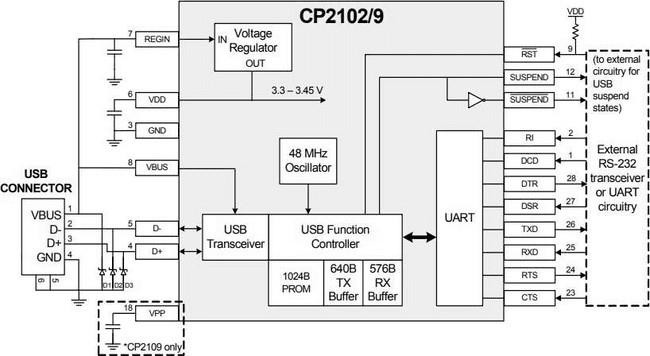 CP2102/9
VDD
7 REGIN IN Voltage Regulator OUT
RST 9
(to external circuitry for USB suspend states)
SUSPEND 12
SUSPEND 11
6 VDD 3.3 – 3.45 V
3 GND
48 MHz Oscillator
RI 2
External RS-232 transceiver or UART circuitry
DCD 1
8 VBUS
DTR 28
USB CONNECTOR
DSR 27
VBUS 1
D- 2
D+ 3
GND 4
6 5
D1 D2 D3
5 D-
4 D+
USB Transceiver
USB Function Controller
UART
TXD 26
RXD 25
1024B PROM
640B TX Buffer
576B RX Buffer
RTS 24
CTS 23
18 VPP
*CP2109 only